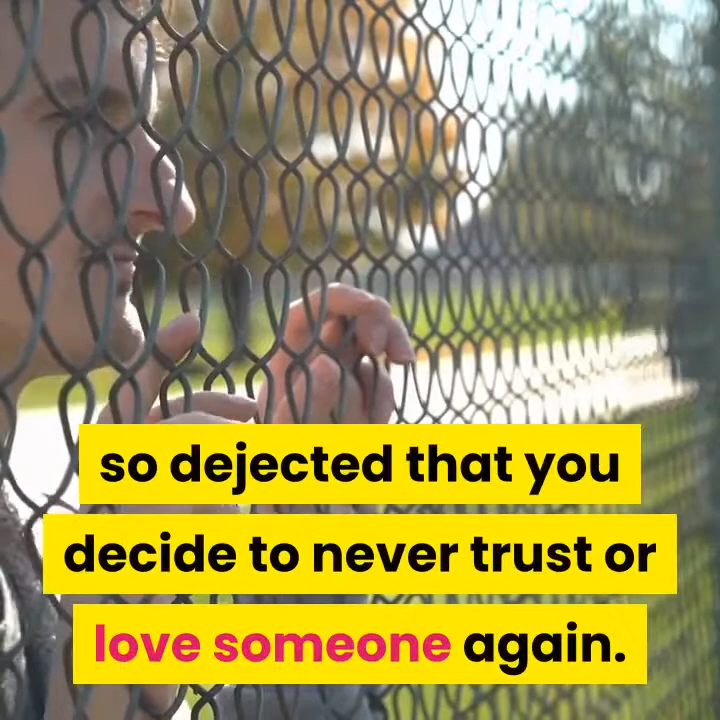 so dejected that you
decide to never trust or
love someone again.